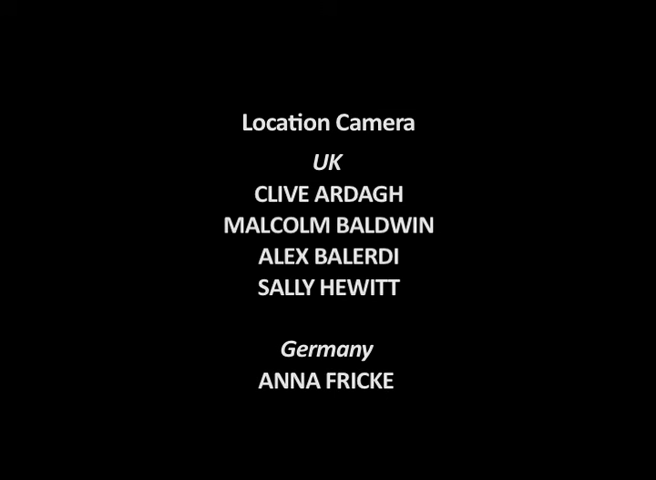 Location Camera
UK
CLIVE ARDAGH
MALCOLM BALDWIN
ALEX BALERDI
SALLY HEWITT
Germany
ANNA FRICKE